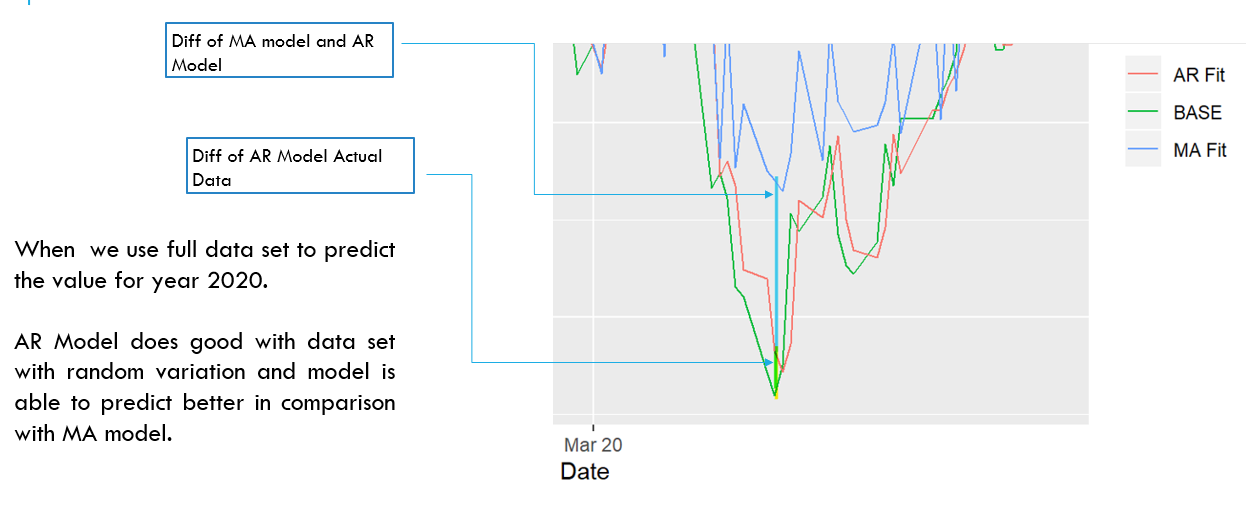 Diff of MA model and AR
Model
Diff of AR Model Actual
Data
When we use full data set to predict
the value for year 2020.
AR Model does good with data set
with random variation and model is
able to predict better in comparison
with MA model.
AR Fit
BASE
MA Fit
Mar 20
Date